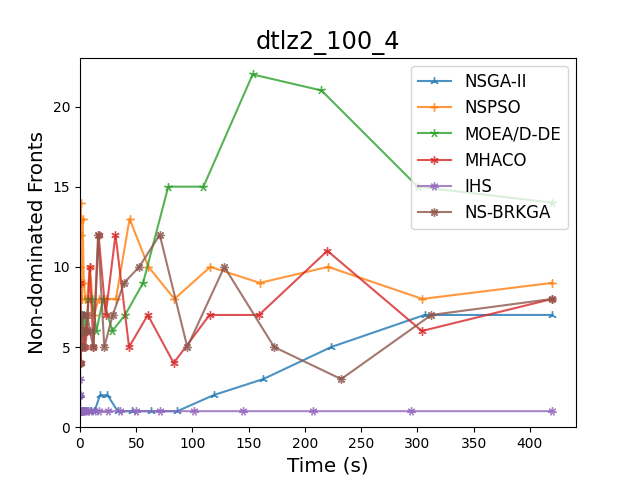 dtlz2_100_4
Non-dominated Fronts
20
15
10
5
0
0 50 100 150 200 250 300 350 400
Time (s)
NSGA-II
NSPSO
MOEA/D-DE
MHACO
IHS
NS-BRKGA